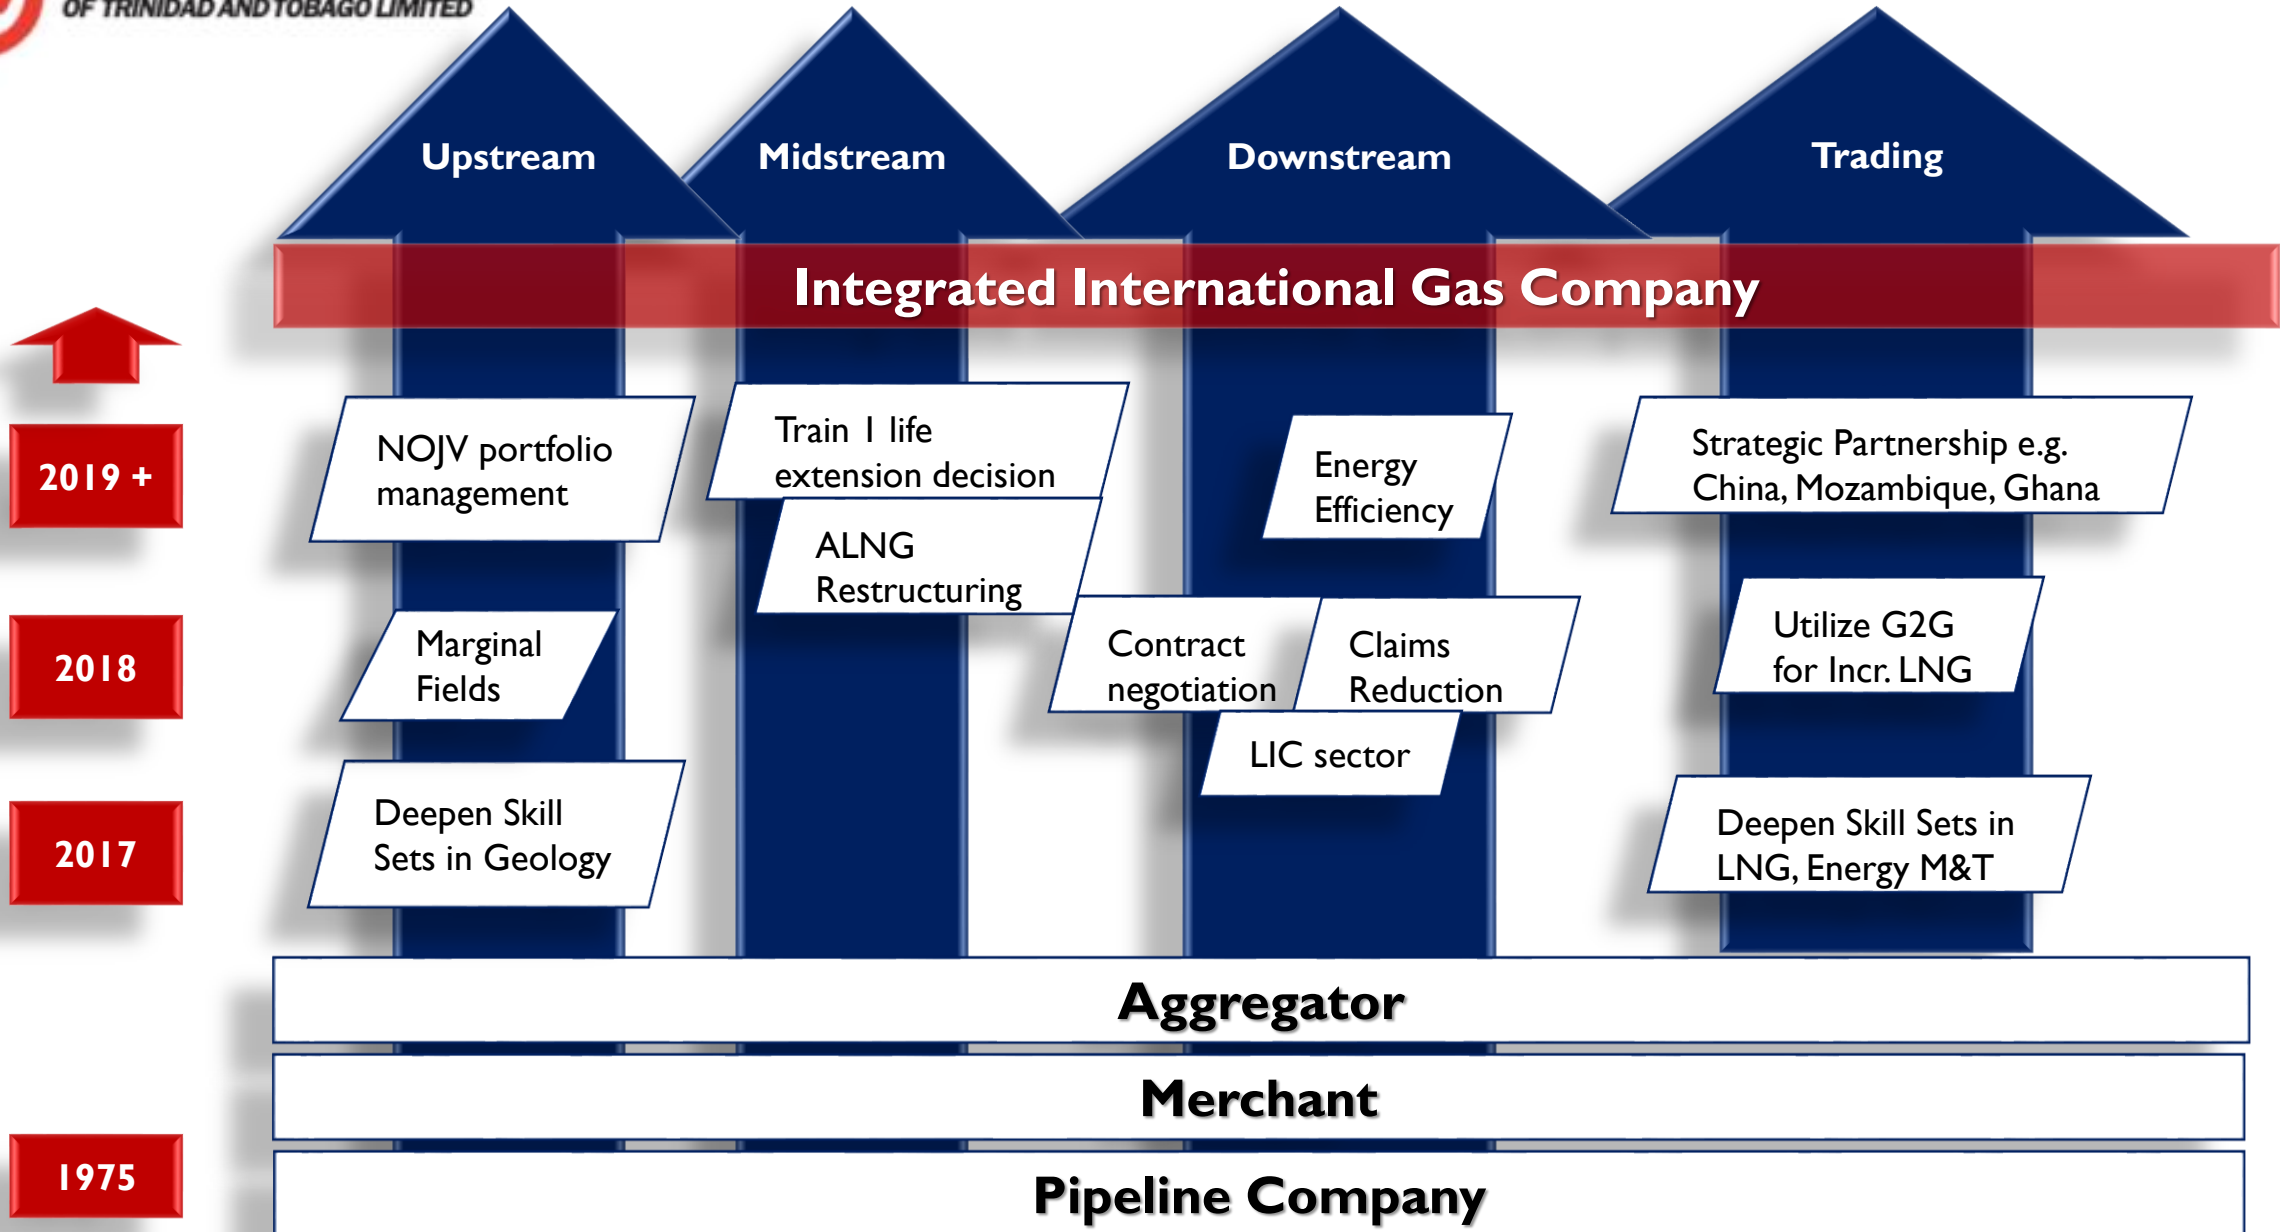 OF TRINIDAD AND TOBAGO LIMITED
Upstream
Midstream
Downstream
Trading
Integrated International Gas Company
2019 +
NOJV portfolio
management
Train 1 life
extension decision
ALNG
Restructuring
Energy
Efficiency
Strategic Partnership e.g.
China, Mozambique, Ghana
2018
Marginal
Fields
Contract
negotiation
Claims
Reduction
LIC sector
Utilize G2G
for Incr. LNG
2017
Deepen Skill
Sets in Geology
Deepen Skill Sets in
LNG, Energy M&T
Aggregator
Merchant
1975
Pipeline Company